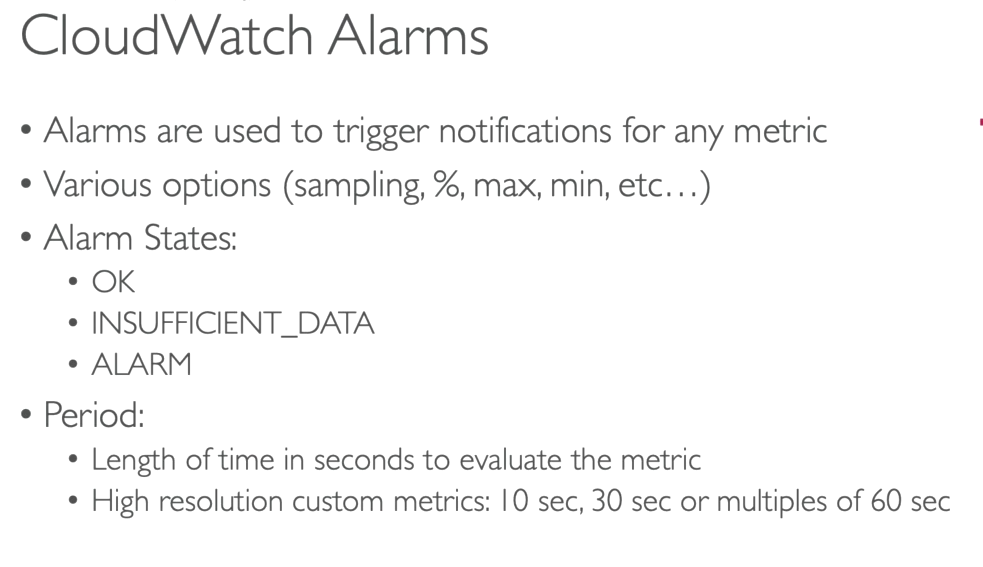 CloudWatch Alarms
• Alarms are used to trigger notifications for any metric
• Various options (sampling, %, max, min, etc…)
• Alarm States:
• OK
• INSUFFICIENT_DATA
• ALARM
• Period:
• Length of time in seconds to evaluate the metric
• High resolution custom metrics: 10 sec, 30 sec or multiples of 60 sec